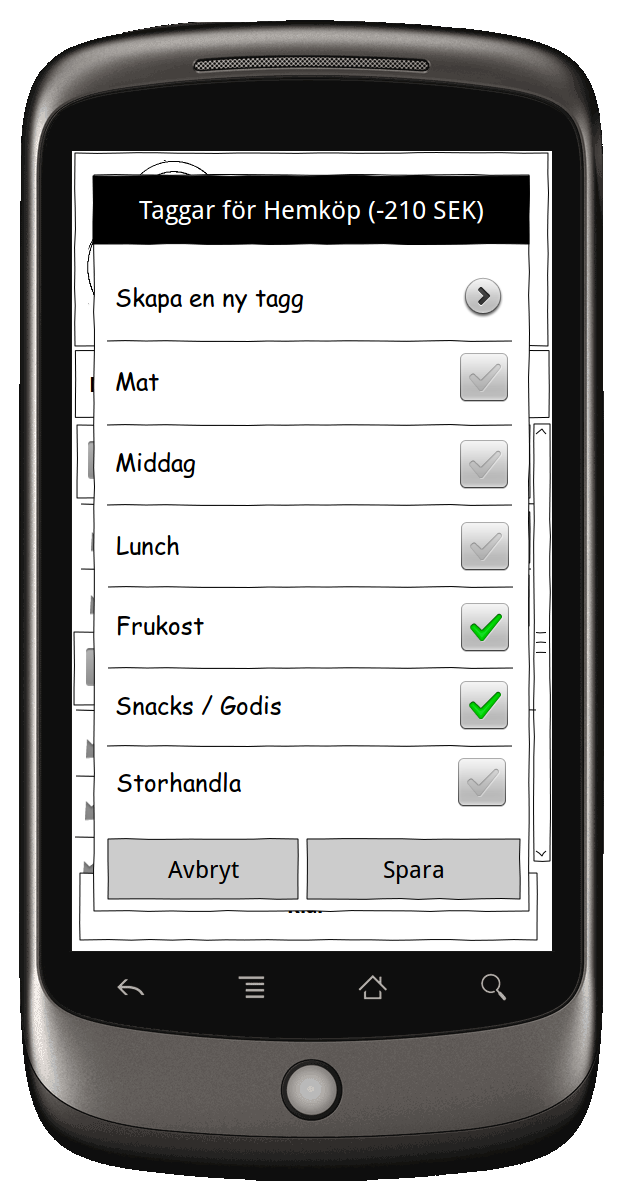 Taggar för Hemköp (-210 SEK)
Skapa en ny tagg
Mat
Middag
Lunch
Frukost
Snacks / Godis
Storhandla
Avbryt
Spara